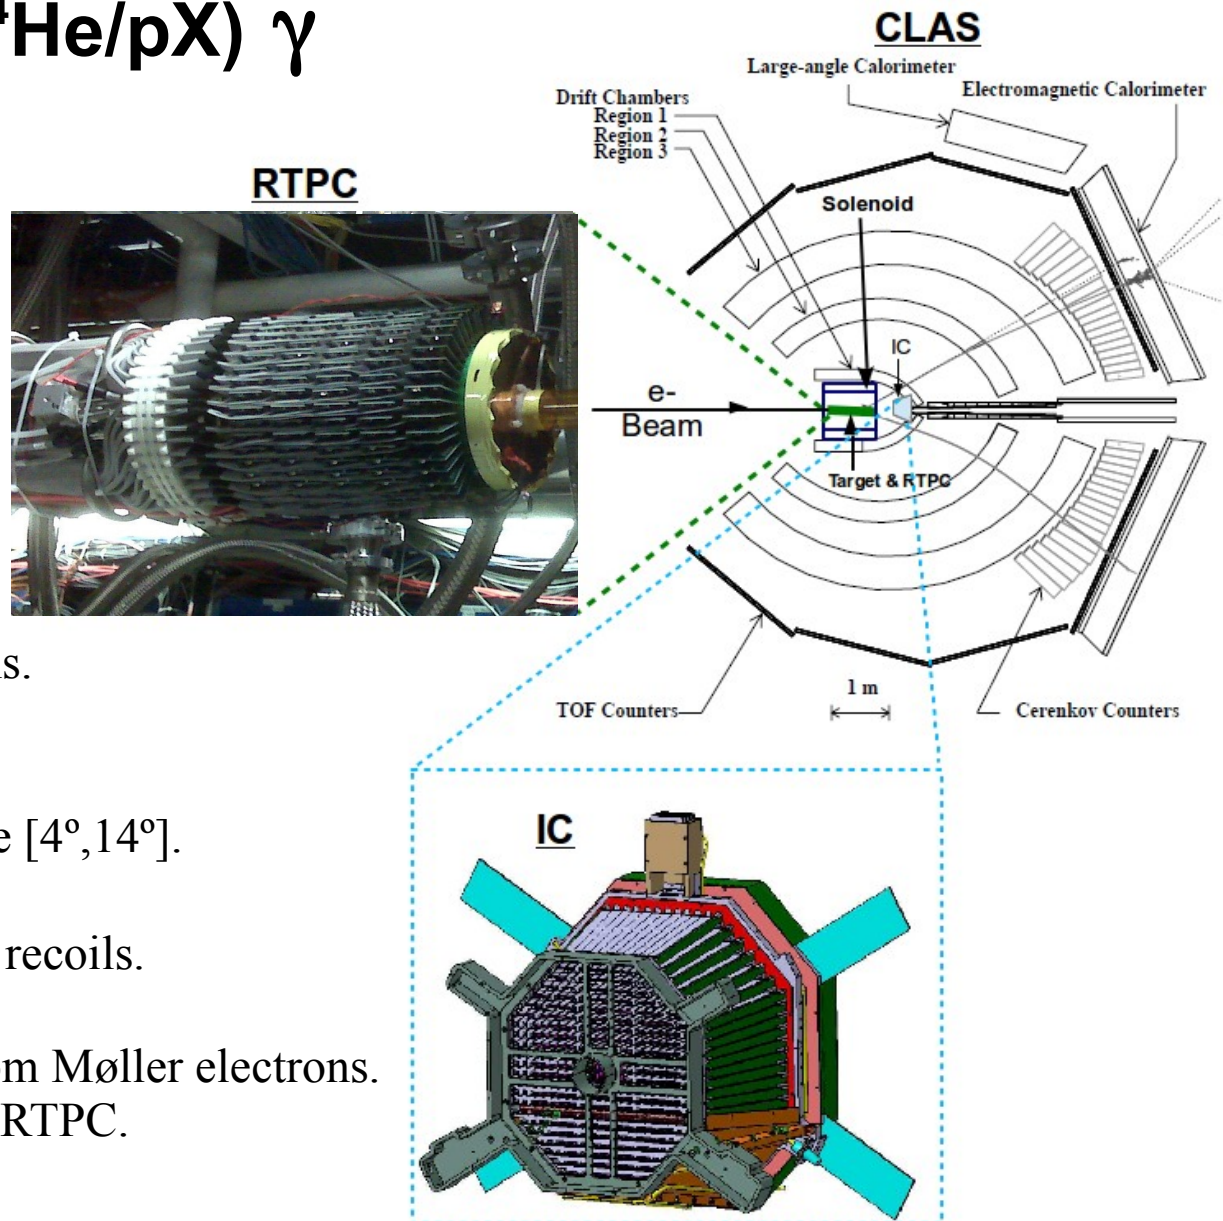 ⁴He/pX) γ
CLAS
Large-angle Calorimeter
Electromagnetic Calorimeter
Drift Chambers
Region 1
Region 2
Region 3
RTPC
Solenoid
IC
e-
Beam
Target & RTPC
s.
1 m
TOF Counters
Cerenkov Counters
e [4º,14º].
IC
recoils.
m Møller electrons.
RTPC.